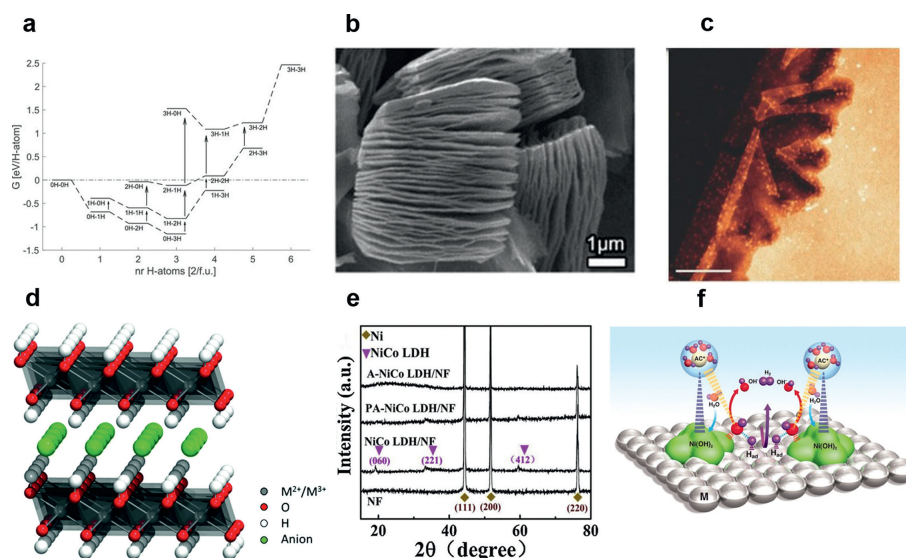 a
2.5
2
1.5
1
0.5
0
-0.5
-1
-1.5
G [eV/H-atom]
0
1
2
3
4
5
6
nr H-atoms [2/f.u.]
3H-3H
3H-0H
3H-1H
3H-2H
2H-3H
0H-0H
2H-0H
2H-1H
2H-2H
1H-0H
1H-1H
1H-2H
1H-3H
0H-1H
0H-2H
0H-3H
b
1μm
c
d
M²⁺/M³⁺
O
H
Anion
e
Intensity (a.u.)
Ni
NiCo LDH
A-NiCo LDH/NF
PA-NiCo LDH/NF
NiCo LDH/NF
(060)
(221)
(412)
NF
(111)
(200)
(220)
20
40
60
80
2θ (degree)
f
AC⁺
AC⁺
OH⁻
H₂
OH⁻
H₂O
H₂O
Ni(OH)₂
Ni(OH)₂
H_ad
H_ad
M